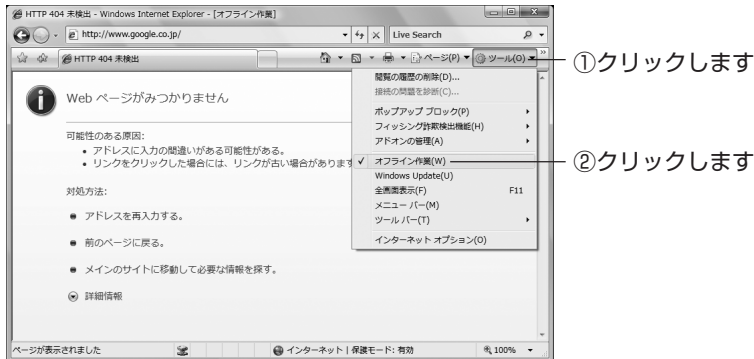 HTTP 404 未検出 - Windows Internet Explorer - [オフライン作業]
http://www.google.co.jp/
Live Search
HTTP 404 未検出
ページ(P)
ツール(O)
①クリックします
Web ページがみつかりません
可能性のある原因:
• アドレスに入力の間違いがある可能性がある。
• リンクをクリックした場合には、リンクが古い場合があります
対処方法:
アドレスを再入力する。
前のページに戻る。
メインのサイトに移動して必要な情報を探す。
詳細情報
閲覧の履歴の削除(D)...
接続の問題を診断(C)...
ポップアップ ブロック(P)
フィッシング詐欺検出機能(H)
アドオンの管理(A)
✓ オフライン作業(W)
②クリックします
Windows Update(U)
全画面表示(F) F11
メニュー バー(M)
ツール バー(T)
インターネット オプション(O)
ページが表示されました
インターネット | 保護モード: 有効
100%